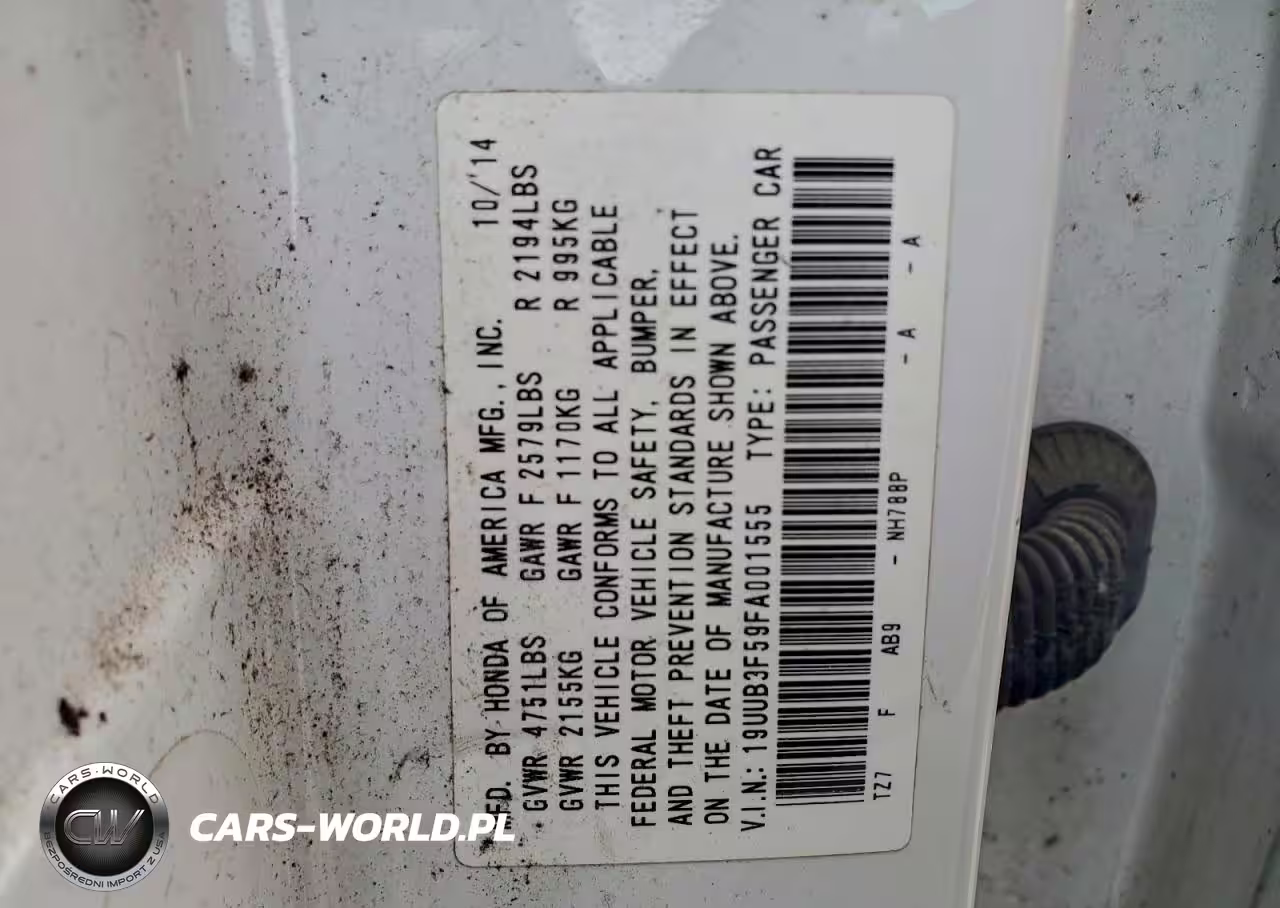 MFD. BY HONDA OF AMERICA MFG., INC. 10/'14
GVWR 4751LBS GAWR F 2579LBS R 2194LBS
GVWR 2155KG GAWR F 1170KG R 995KG
THIS VEHICLE CONFORMS TO ALL APPLICABLE
FEDERAL MOTOR VEHICLE SAFETY, BUMPER,
AND THEFT PREVENTION STANDARDS IN EFFECT
ON THE DATE OF MANUFACTURE SHOWN ABOVE.
V.I.N.: 19UUB3F59FA001555 TYPE: PASSENGER CAR
TZ7 F AB9 - NH788P - A - A
CARS-WORLD
CW
BEZPOŚREDNI IMPORT Z USA
CARS-WORLD.PL